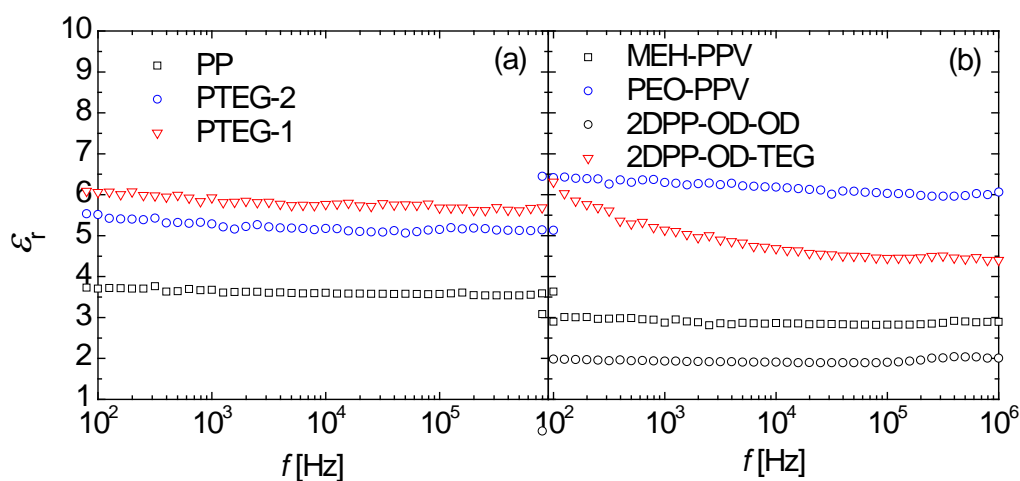 10
9
8
7
6
5
4
3
2
1
εr
(a)
PP
PTEG-2
PTEG-1
10² 10³ 10⁴ 10⁵
f [Hz]
(b)
MEH-PPV
PEO-PPV
2DPP-OD-OD
2DPP-OD-TEG
10² 10³ 10⁴ 10⁵ 10⁶
f [Hz]